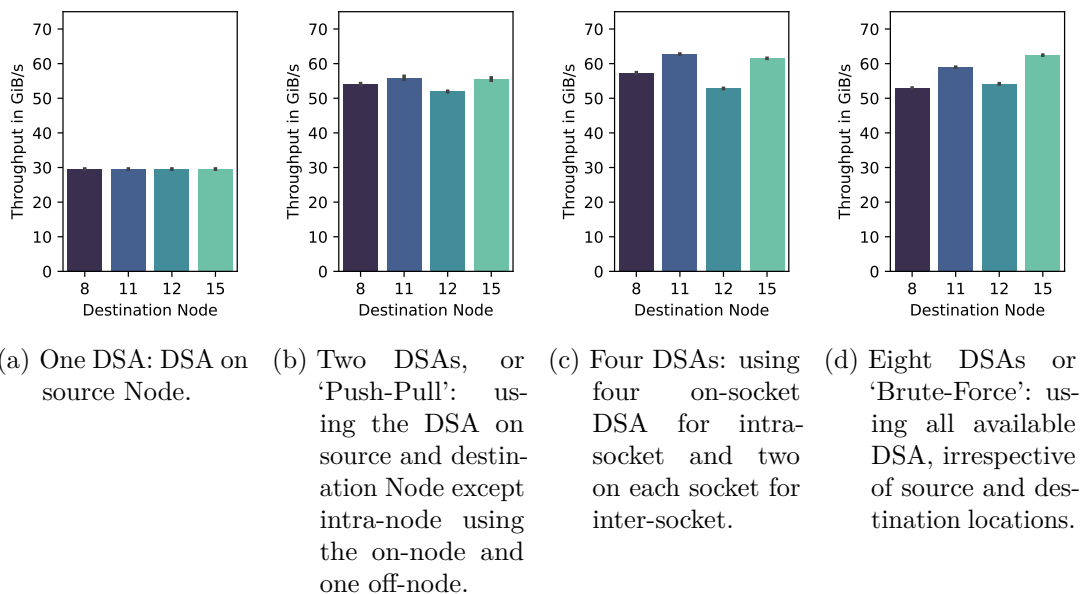 70
60
50
40
30
20
10
0
Throughput in GiB/s
8 11 12 15
Destination Node
70
60
50
40
30
20
10
0
Throughput in GiB/s
8 11 12 15
Destination Node
70
60
50
40
30
20
10
0
Throughput in GiB/s
8 11 12 15
Destination Node
70
60
50
40
30
20
10
0
Throughput in GiB/s
8 11 12 15
Destination Node
a) One DSA: DSA on
source Node.
(b) Two DSAs, or
‘Push-Pull’: us-
ing the DSA on
source and destin-
ation Node except
intra-node using
the on-node and
one off-node.
(c) Four DSAs: using
four on-socket
DSA for intra-
socket and two
on each socket for
inter-socket.
(d) Eight DSAs or
‘Brute-Force’: us-
ing all available
DSA, irrespective
of source and des-
tination locations.